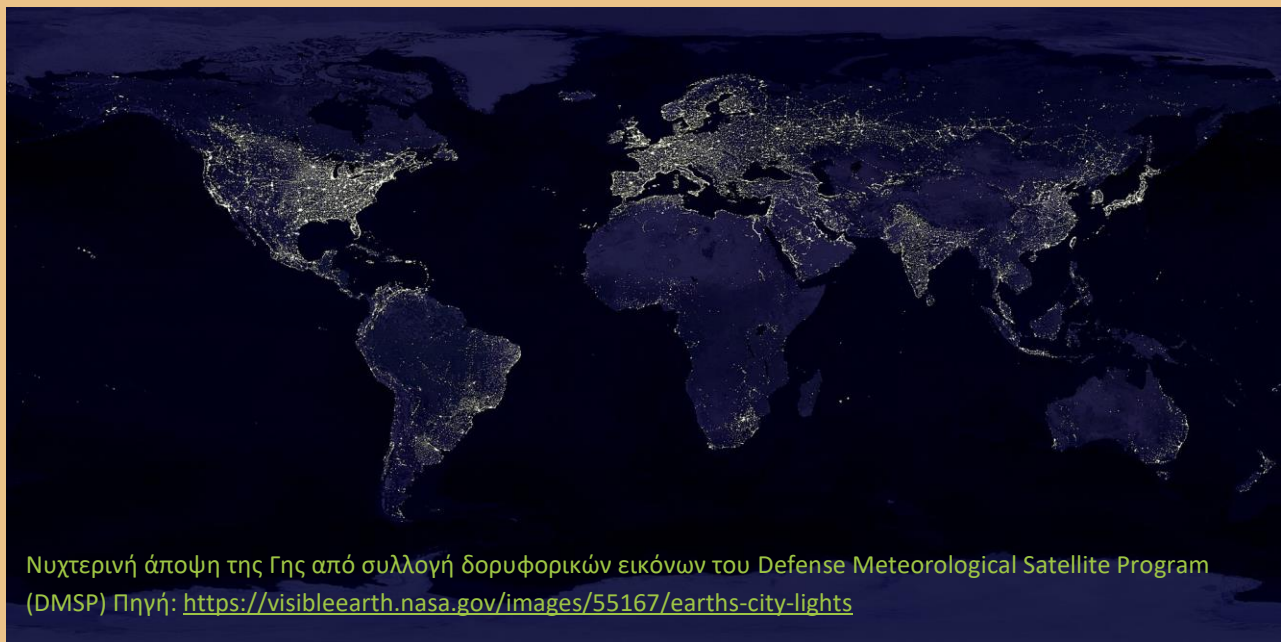 Νυχτερινή άποψη της Γης από συλλογή δορυφορικών εικόνων του Defense Meteorological Satellite Program
(DMSP) Πηγή: https://visibleearth.nasa.gov/images/55167/earths-city-lights